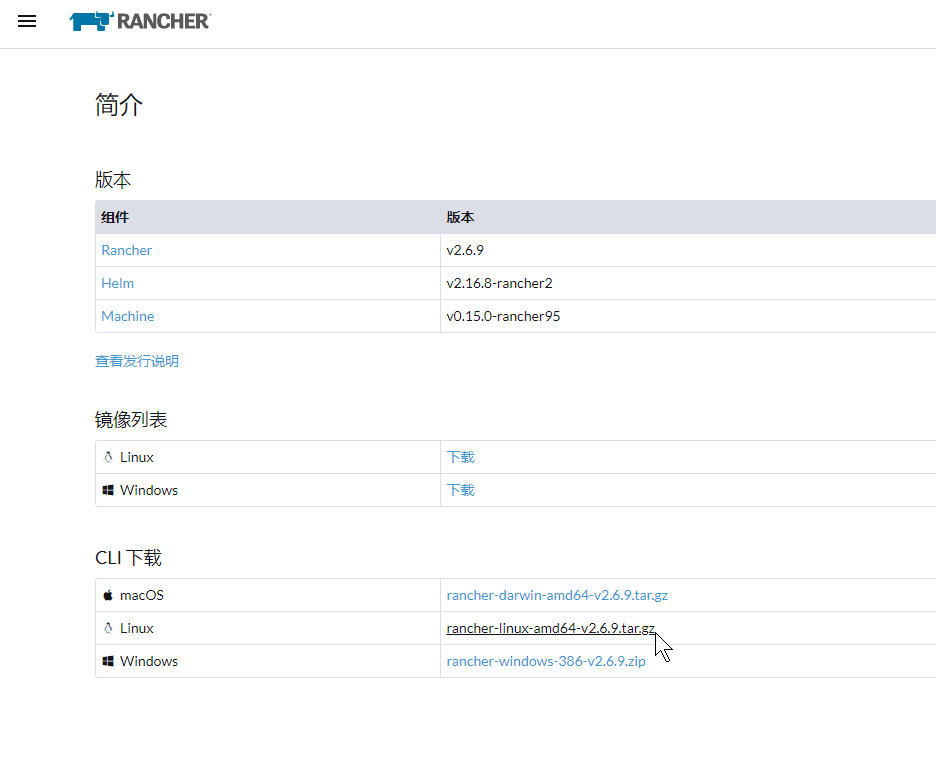 RANCHER
简介
版本
组件 版本
Rancher v2.6.9
Helm v2.16.8-rancher2
Machine v0.15.0-rancher95
查看发行说明
镜像列表
Linux 下载
Windows 下载
CLI 下载
macOS rancher-darwin-amd64-v2.6.9.tar.gz
Linux rancher-linux-amd64-v2.6.9.tar.gz
Windows rancher-windows-386-v2.6.9.zip